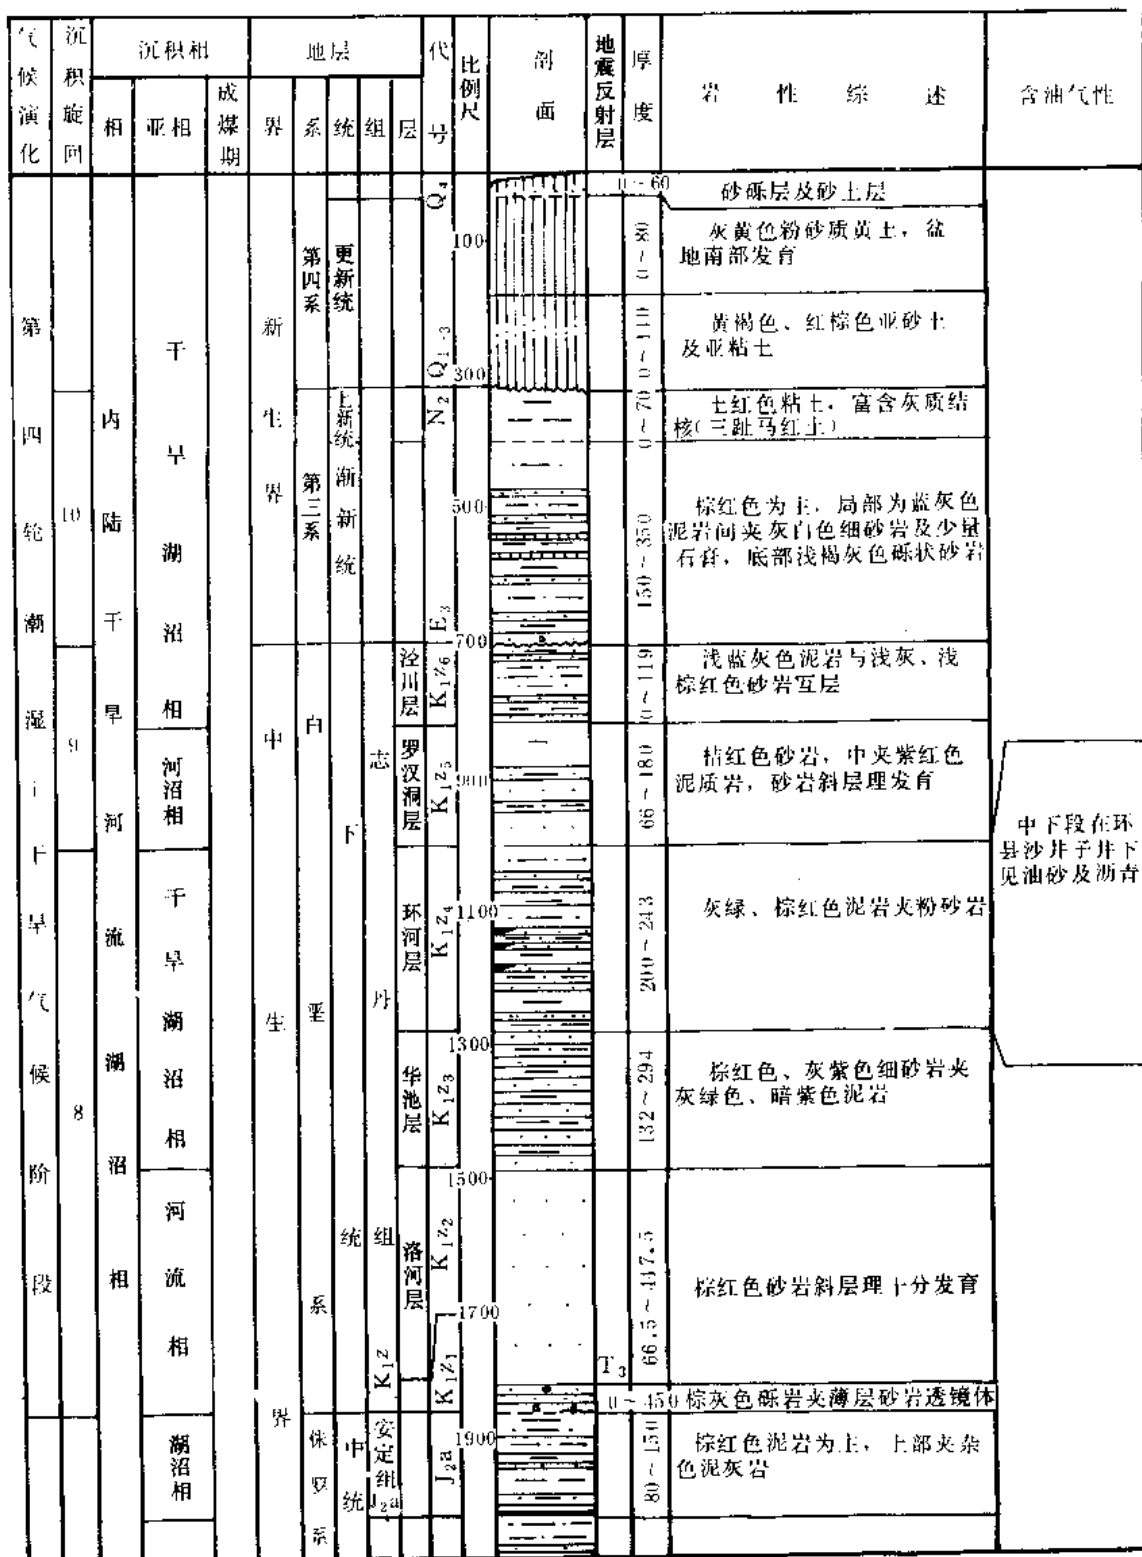 气候演化
沉积旋回
沉积相
相
亚相
成煤期
地层
界
系
统
组
层
代号
比例尺
剖面
地震反射层
厚度
岩性综述
含油气性
第四轮潮湿
干旱气候阶段
10
9
8
内陆干旱河流湖沼相
干旱湖沼相
河沼相
干旱湖沼相
河流相
湖沼相
新生界
中生界
第四系
第三系
白垩系
侏罗系
更新统
上新统
渐新统
下统
中统
志丹组
K₁z
安定组
J₂a
泾川层
罗汉洞层
环河层
华池层
洛河层
Q₄
Q₁₋₃
N₂
E₃
K₁z₆
K₁z₅
K₁z₄
K₁z₃
K₁z₂
K₁z₁
J₂a
100
300
500
700
900
1100
1300
1500
1700
1900
T₃
0~60
砂砾层及砂土层
0~80
灰黄色粉砂质黄土，盆
地南部发育
0~110
黄褐色、红棕色亚砂土
及亚粘土
0~70
土红色粘土，富含灰质结
核(三趾马红土)
150~350
棕红色为主，局部为蓝灰色
泥岩间夹灰白色细砂岩及少量
石膏，底部浅褐灰色砾状砂岩
0~119
浅蓝灰色泥岩与浅灰、浅
棕红色砂岩互层
66~180
桔红色砂岩，中夹紫红色
泥质岩，砂岩斜层理发育
200~243
灰绿、棕红色泥岩夹粉砂岩
132~294
棕红色、灰紫色细砂岩夹
灰绿色、暗紫色泥岩
棕红色砂岩斜层理十分发育
0~450
棕灰色砾岩夹薄层砂岩透镜体
80~150
棕红色泥岩为主，上部夹杂
色泥灰岩
中下段在环
县沙井子井下
见油砂及沥青